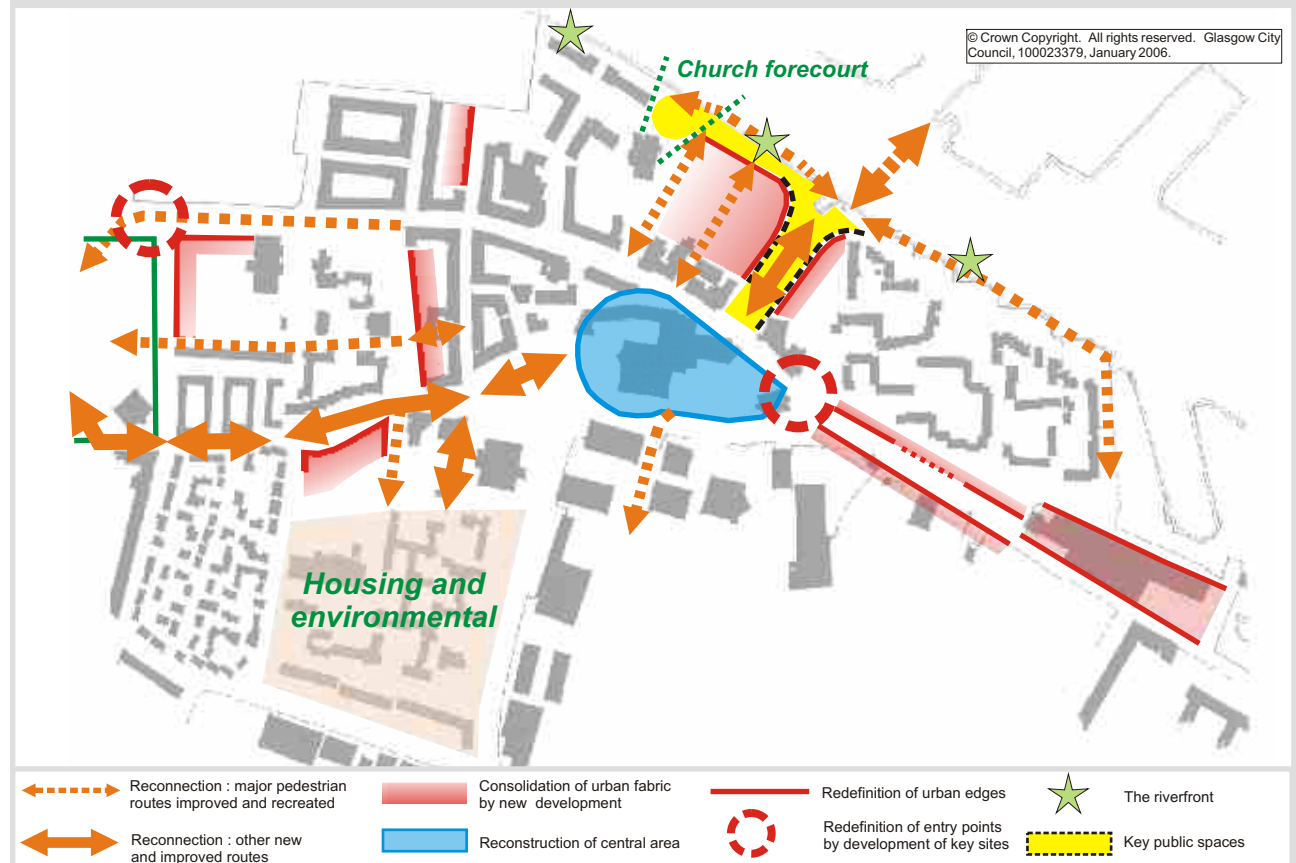 © Crown Copyright. All rights reserved. Glasgow City
Council, 100023379, January 2006.
Church forecourt
Housing and
environmental
Reconnection : major pedestrian
routes improved and recreated
Consolidation of urban fabric
by new development
Redefinition of urban edges
The riverfront
Reconnection : other new
and improved routes
Reconstruction of central area
Redefinition of entry points
by development of key sites
Key public spaces